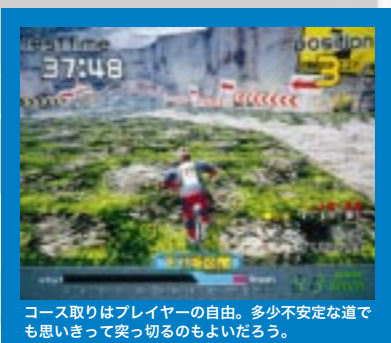 Time
37:48
position
3
コース取りはプレイヤーの自由。多少不安定な道で
も思いきって突っ切るのもよいだろう。